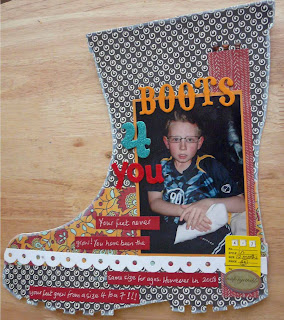 BOOTS
4
you
Your feet never
grow! You have been the
same size for ages. However in 2008
your feet grew from a size 4 to a 7!!!!